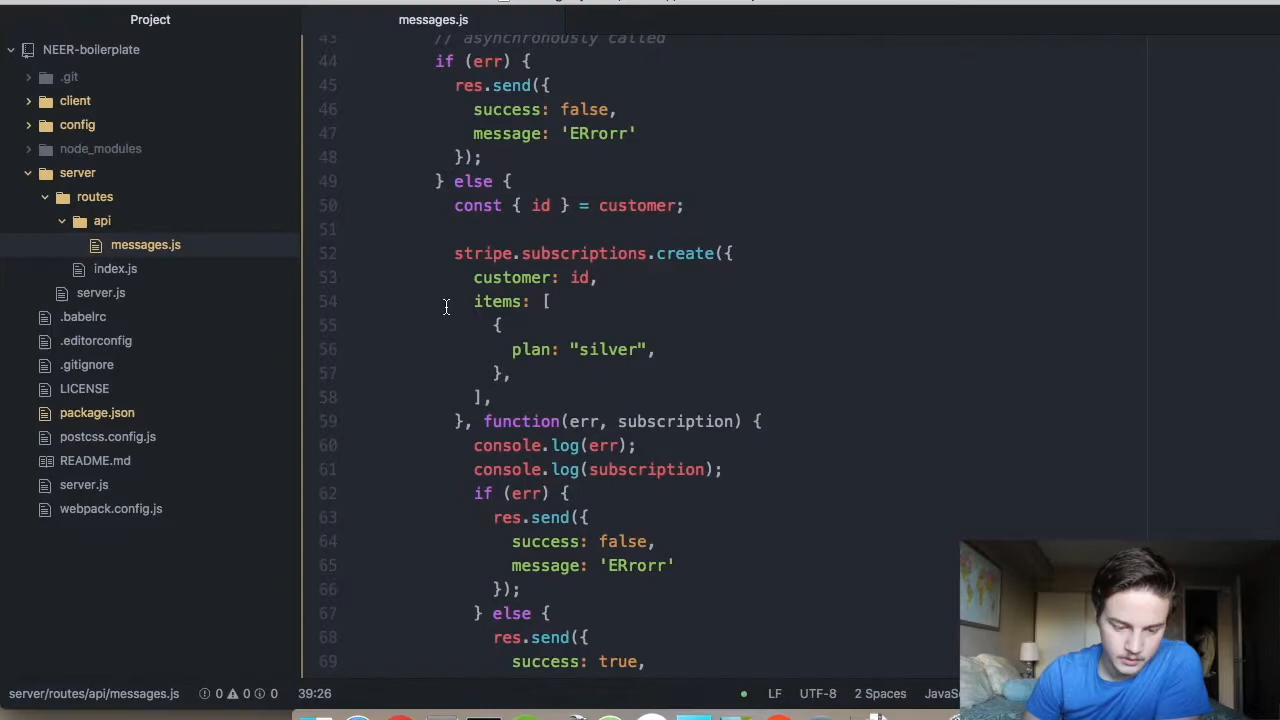 Project
messages.js
NEER-boilerplate
.git
client
config
node_modules
server
routes
api
messages.js
index.js
server.js
.babelrc
.editorconfig
.gitignore
LICENSE
package.json
postcss.config.js
README.md
server.js
webpack.config.js
43 // asynchronously called
44 if (err) {
45 res.send({
46 success: false,
47 message: 'ERrorr'
48 });
49 } else {
50 const { id } = customer;
51
52 stripe.subscriptions.create({
53 customer: id,
54 items: [
55 {
56 plan: "silver",
57 },
58 ],
59 }, function(err, subscription) {
60 console.log(err);
61 console.log(subscription);
62 if (err) {
63 res.send({
64 success: false,
65 message: 'ERrorr'
66 });
67 } else {
68 res.send({
69 success: true,
server/routes/api/messages.js 0 0 0 39:26 LF UTF-8 2 Spaces